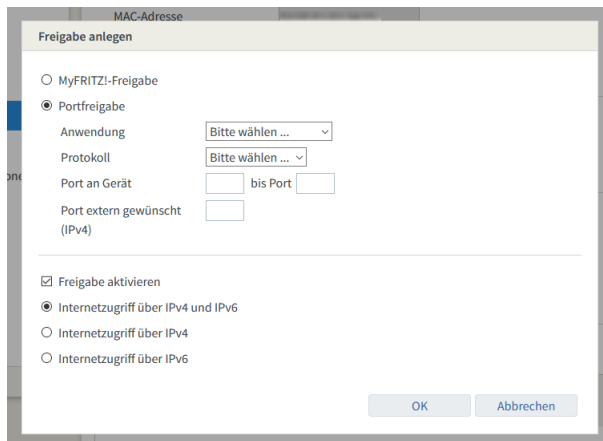 MAC-Adresse
Freigabe anlegen
MyFRITZ!-Freigabe
Portfreigabe
Anwendung Bitte wählen ...
Protokoll Bitte wählen ...
Port an Gerät bis Port
Port extern gewünscht
(IPv4)
Freigabe aktivieren
Internetzugriff über IPv4 und IPv6
Internetzugriff über IPv4
Internetzugriff über IPv6
OK Abbrechen